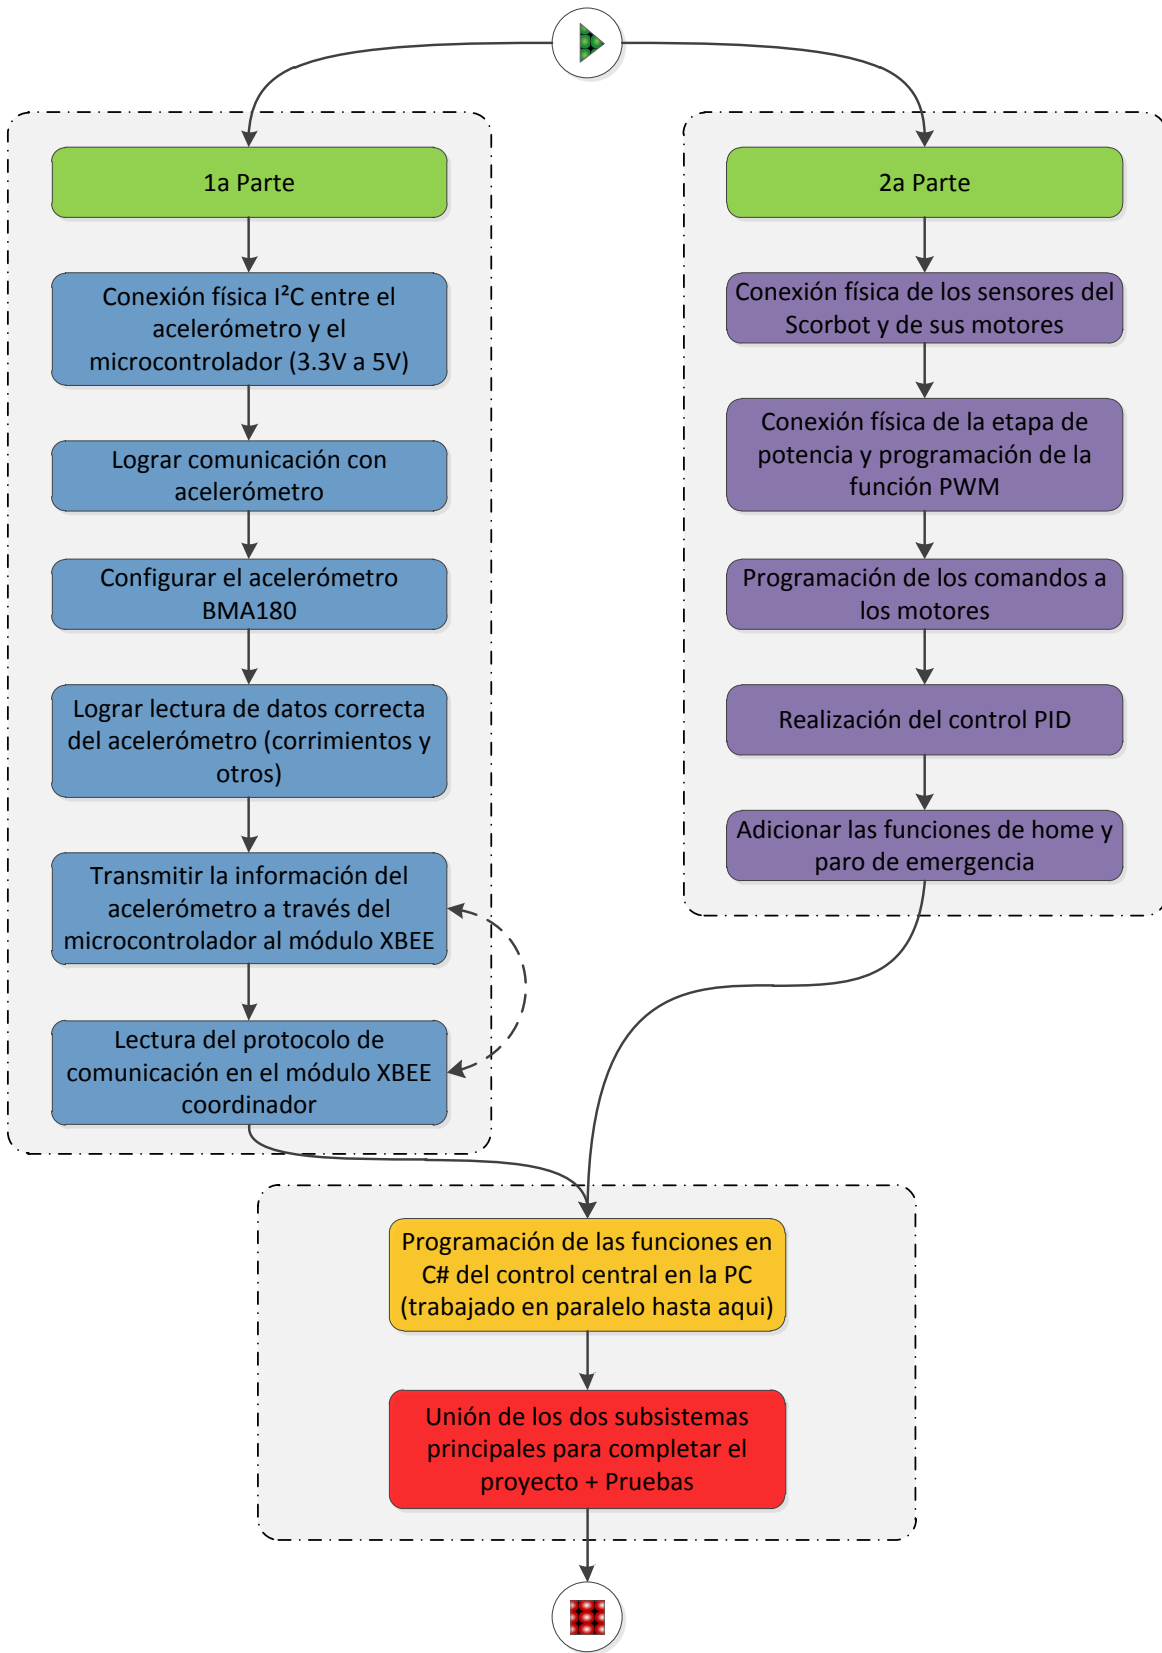 1a Parte
Conexión física I²C entre el
acelerómetro y el
microcontrolador (3.3V a 5V)
Lograr comunicación con
acelerómetro
Configurar el acelerómetro
BMA180
Lograr lectura de datos correcta
del acelerómetro (corrimientos y
otros)
Transmitir la información del
acelerómetro a través del
microcontrolador al módulo XBEE
Lectura del protocolo de
comunicación en el módulo XBEE
coordinador
2a Parte
Conexión física de los sensores del
Scorbot y de sus motores
Conexión física de la etapa de
potencia y programación de la
función PWM
Programación de los comandos a
los motores
Realización del control PID
Adicionar las funciones de home y
paro de emergencia
Programación de las funciones en
C# del control central en la PC
(trabajado en paralelo hasta aqui)
Unión de los dos subsistemas
principales para completar el
proyecto + Pruebas